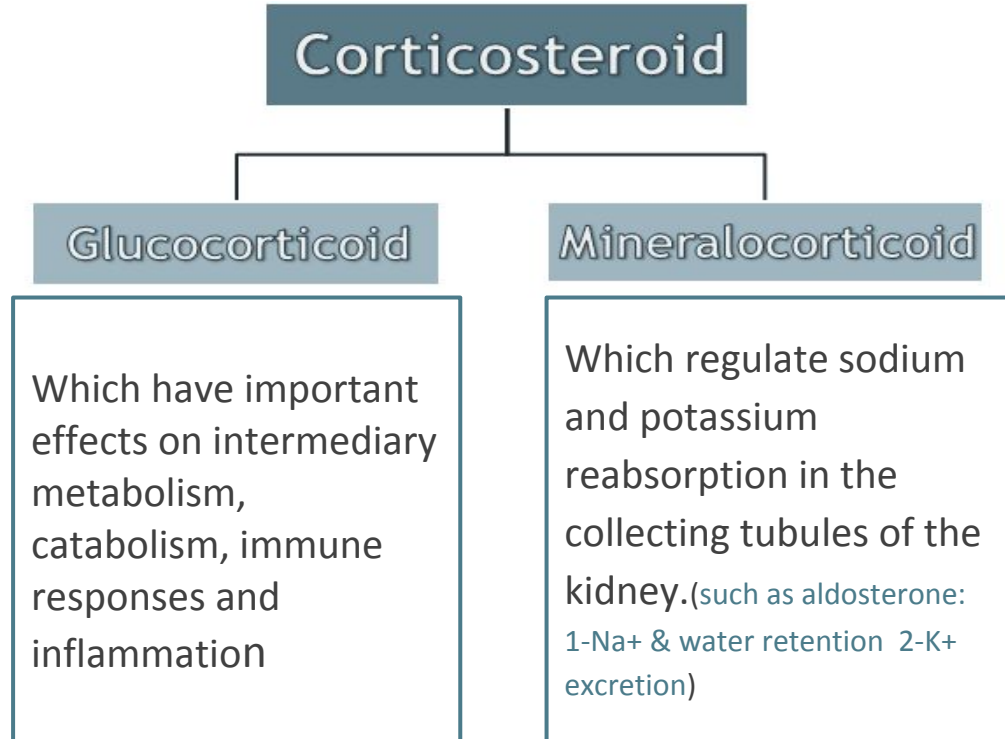 Corticosteroid
Glucocorticoid
Mineralocorticoid
Which have important
effects on intermediary
metabolism,
catabolism, immune
responses and
inflammation
Which regulate sodium
and potassium
reabsorption in the
collecting tubules of the
kidney.(such as aldosterone:
1-Na+ & water retention 2-K+
excretion)